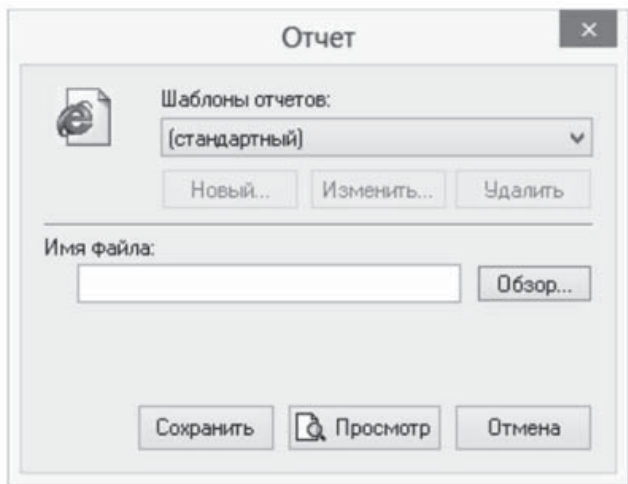 Отчет
Шаблоны отчетов:
(стандартный)
Новый... Изменить... Удалить
Имя файла:
Обзор...
Сохранить Просмотр Отмена